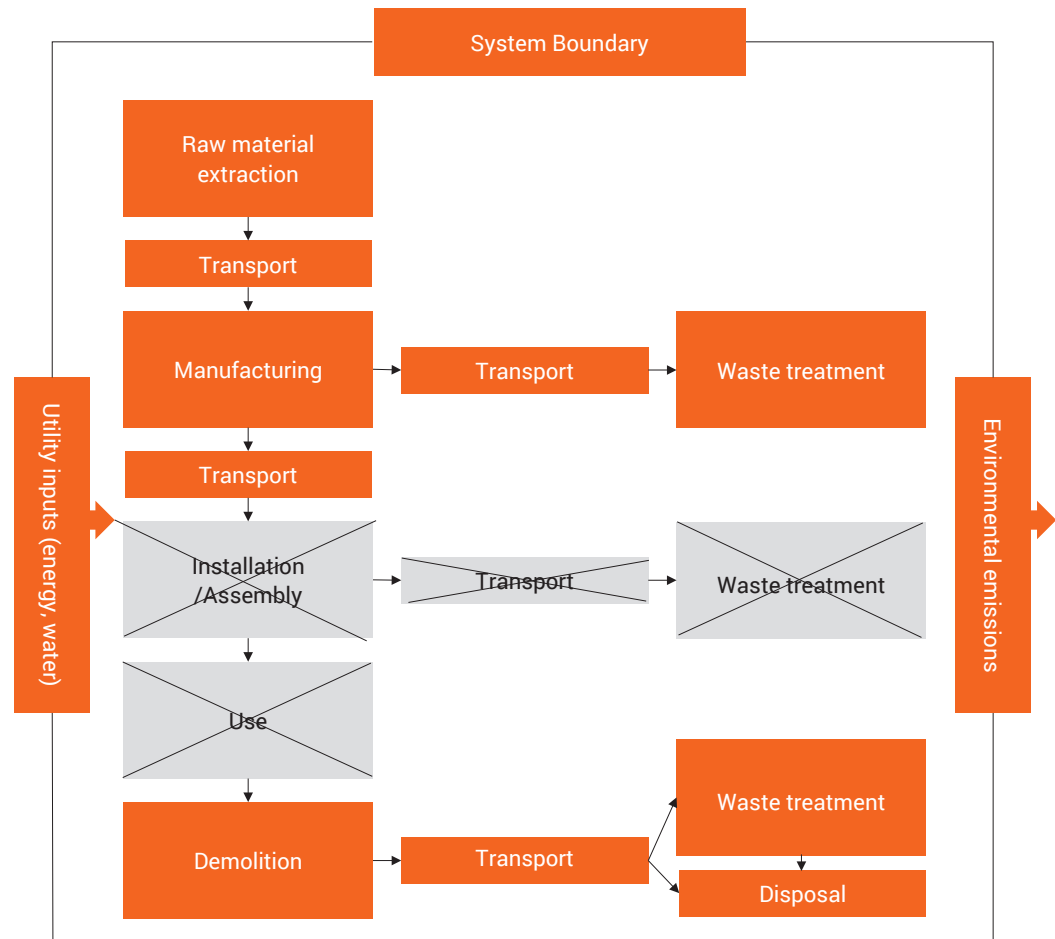 System Boundary
Raw material
extraction
Transport
Manufacturing
Transport
Waste treatment
Transport
Utility inputs (energy, water)
Environmental emissions
Installation
/Assembly
Transport
Waste treatment
Use
Demolition
Transport
Waste treatment
Disposal